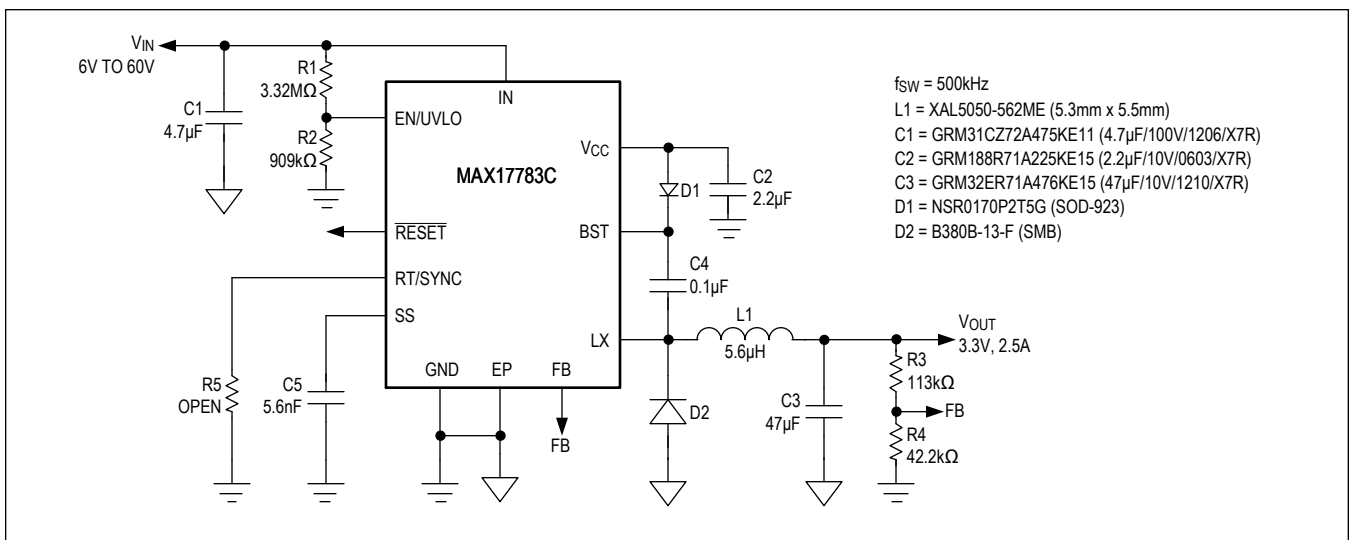 VIN
6V TO 60V
C1
4.7µF
R1
3.32MΩ
R2
909kΩ
IN
EN/UVLO
MAX17783C
VCC
D1
C2
2.2µF
RESET
BST
RT/SYNC
C4
0.1µF
SS
LX
L1
5.6µH
VOUT
3.3V, 2.5A
R5
OPEN
C5
5.6nF
GND
EP
FB
FB
D2
C3
47µF
R3
113kΩ
FB
R4
42.2kΩ
fSW = 500kHz
L1 = XAL5050-562ME (5.3mm x 5.5mm)
C1 = GRM31CZ72A475KE11 (4.7µF/100V/1206/X7R)
C2 = GRM188R71A225KE15 (2.2µF/10V/0603/X7R)
C3 = GRM32ER71A476KE15 (47µF/10V/1210/X7R)
D1 = NSR0170P2T5G (SOD-923)
D2 = B380B-13-F (SMB)